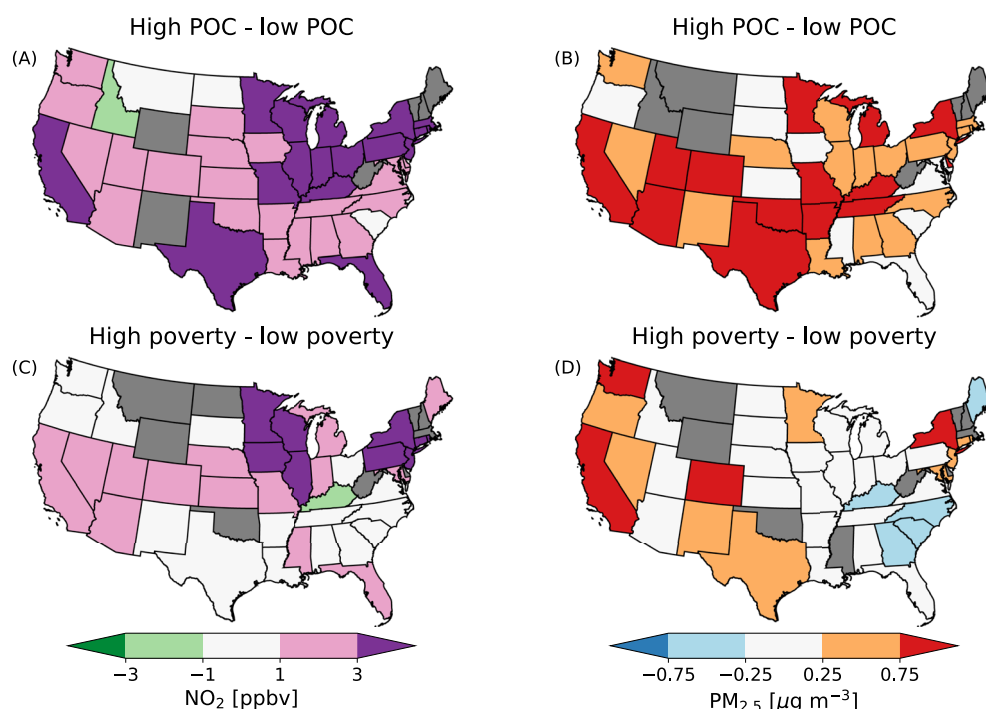 High POC - low POC
High POC - low POC
(A)
(B)
High poverty - low poverty
High poverty - low poverty
(C)
(D)
−3 −1 1 3
NO₂ [ppbv]
−0.75 −0.25 0.25 0.75
PM₂.₅ [μg m⁻³]